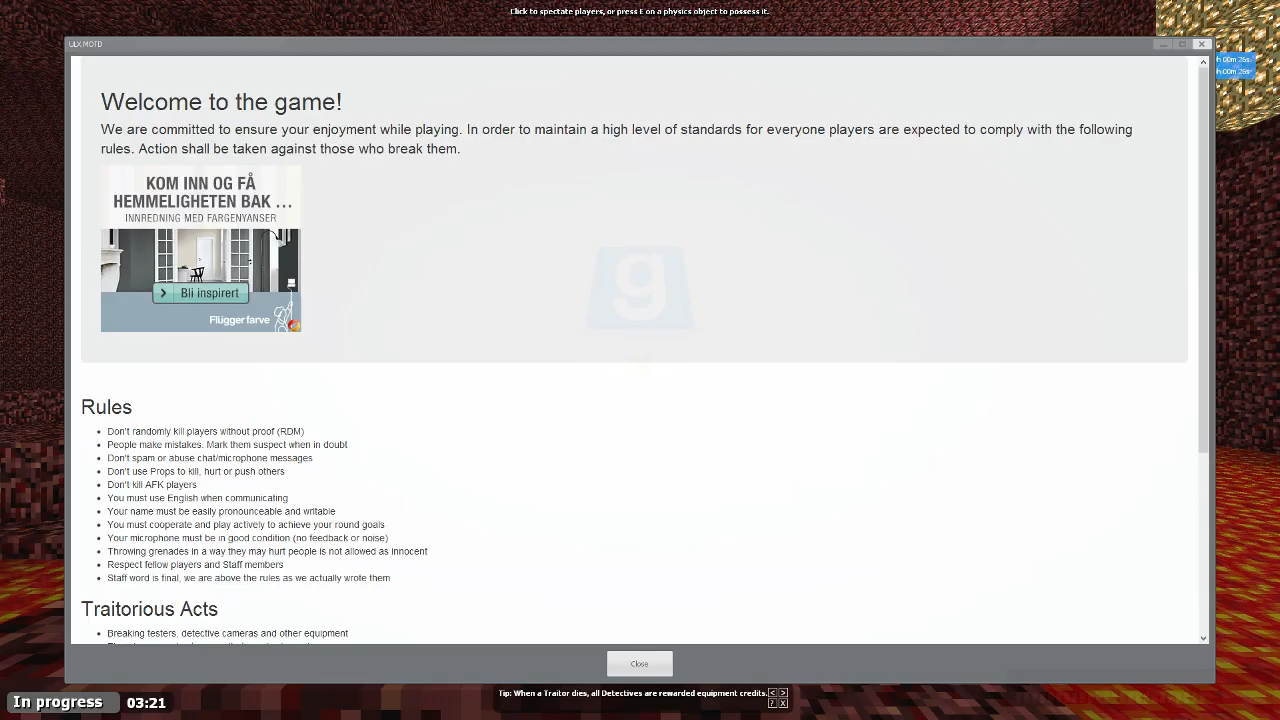 Click to spectate players, or press E on a physics object to possess it.
ULX MOTD
h 00m 26s
h 00m 26s
Welcome to the game!
We are committed to ensure your enjoyment while playing. In order to maintain a high level of standards for everyone players are expected to comply with the following
rules. Action shall be taken against those who break them.
KOM INN OG FÅ
HEMMELIGHETEN BAK ...
INNREDNING MED FARGENYANSER
Bli inspirert
Flügger farve
g
Rules
Don't randomly kill players without proof (RDM)
People make mistakes. Mark them suspect when in doubt
Don't spam or abuse chat/microphone messages
Don't use Props to kill, hurt or push others
Don't kill AFK players
You must use English when communicating
Your name must be easily pronounceable and writable
You must cooperate and play actively to achieve your round goals
Your microphone must be in good condition (no feedback or noise)
Throwing grenades in a way they may hurt people is not allowed as innocent
Respect fellow players and Staff members
Staff word is final, we are above the rules as we actually wrote them
Traitorious Acts
Breaking testers, detective cameras and other equipment
Close
In progress 03:21
Tip: When a Traitor dies, all Detectives are rewarded equipment credits. < >
? X